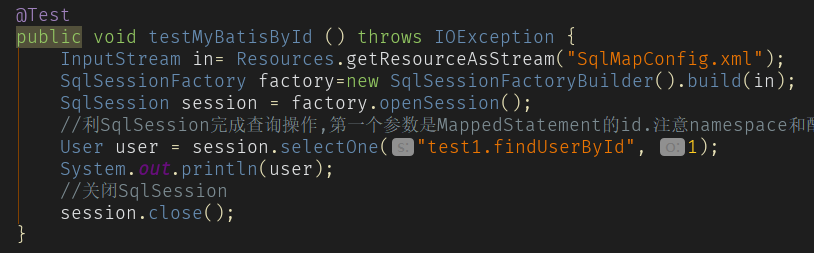 @Test
public void testMyBatisById () throws IOException {
InputStream in= Resources.getResourceAsStream("SqlMapConfig.xml");
SqlSessionFactory factory=new SqlSessionFactoryBuilder().build(in);
SqlSession session = factory.openSession();
//利SqlSession完成查询操作,第一个参数是MappedStatement的id.注意namespace和
User user = session.selectOne( s: "test1.findUserById", o: 1);
System.out.println(user);
//关闭SqlSession
session.close();
}